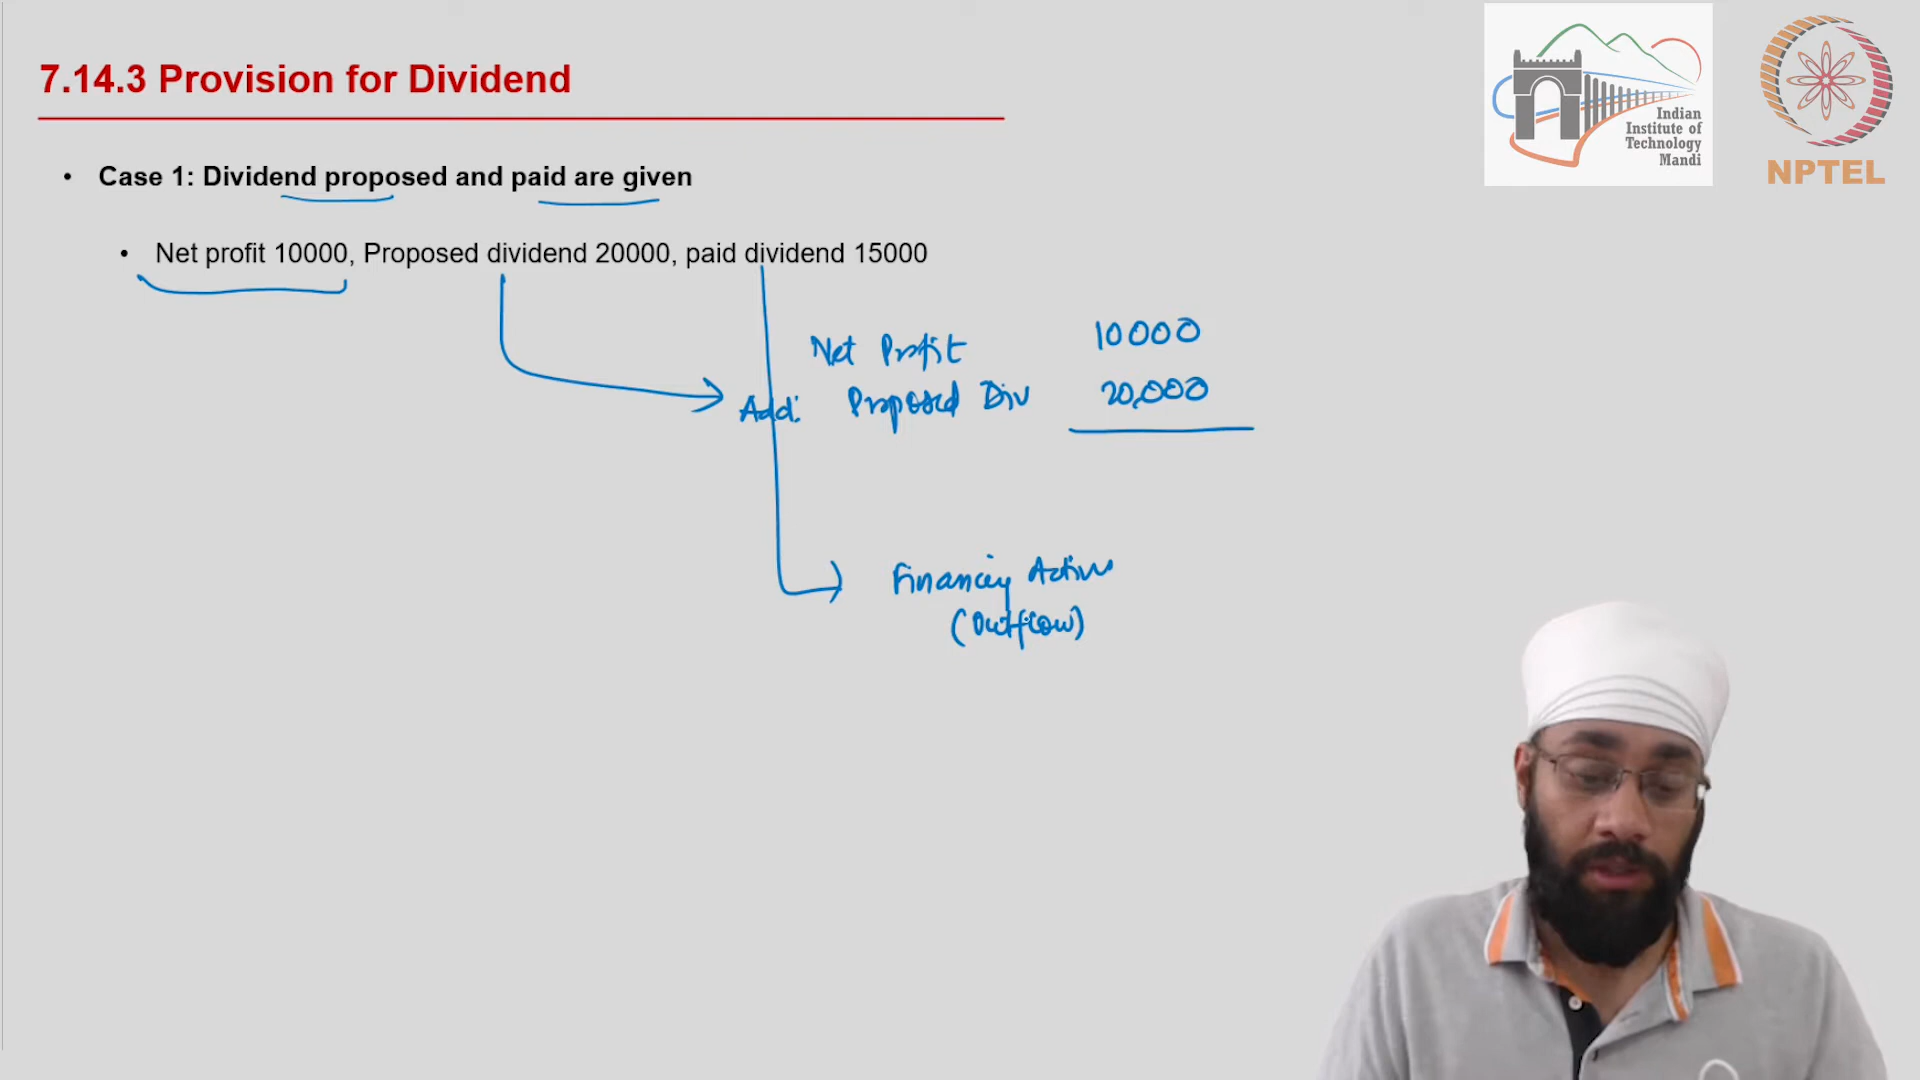 7.14.3 Provision for Dividend
Indian
Institute of
Technology
Mandi
NPTEL
• Case 1: Dividend proposed and paid are given
• Net profit 10000, Proposed dividend 20000, paid dividend 15000
Net Profit 10000
Add: Proposed Div 20,000
Financing
(Outflow)